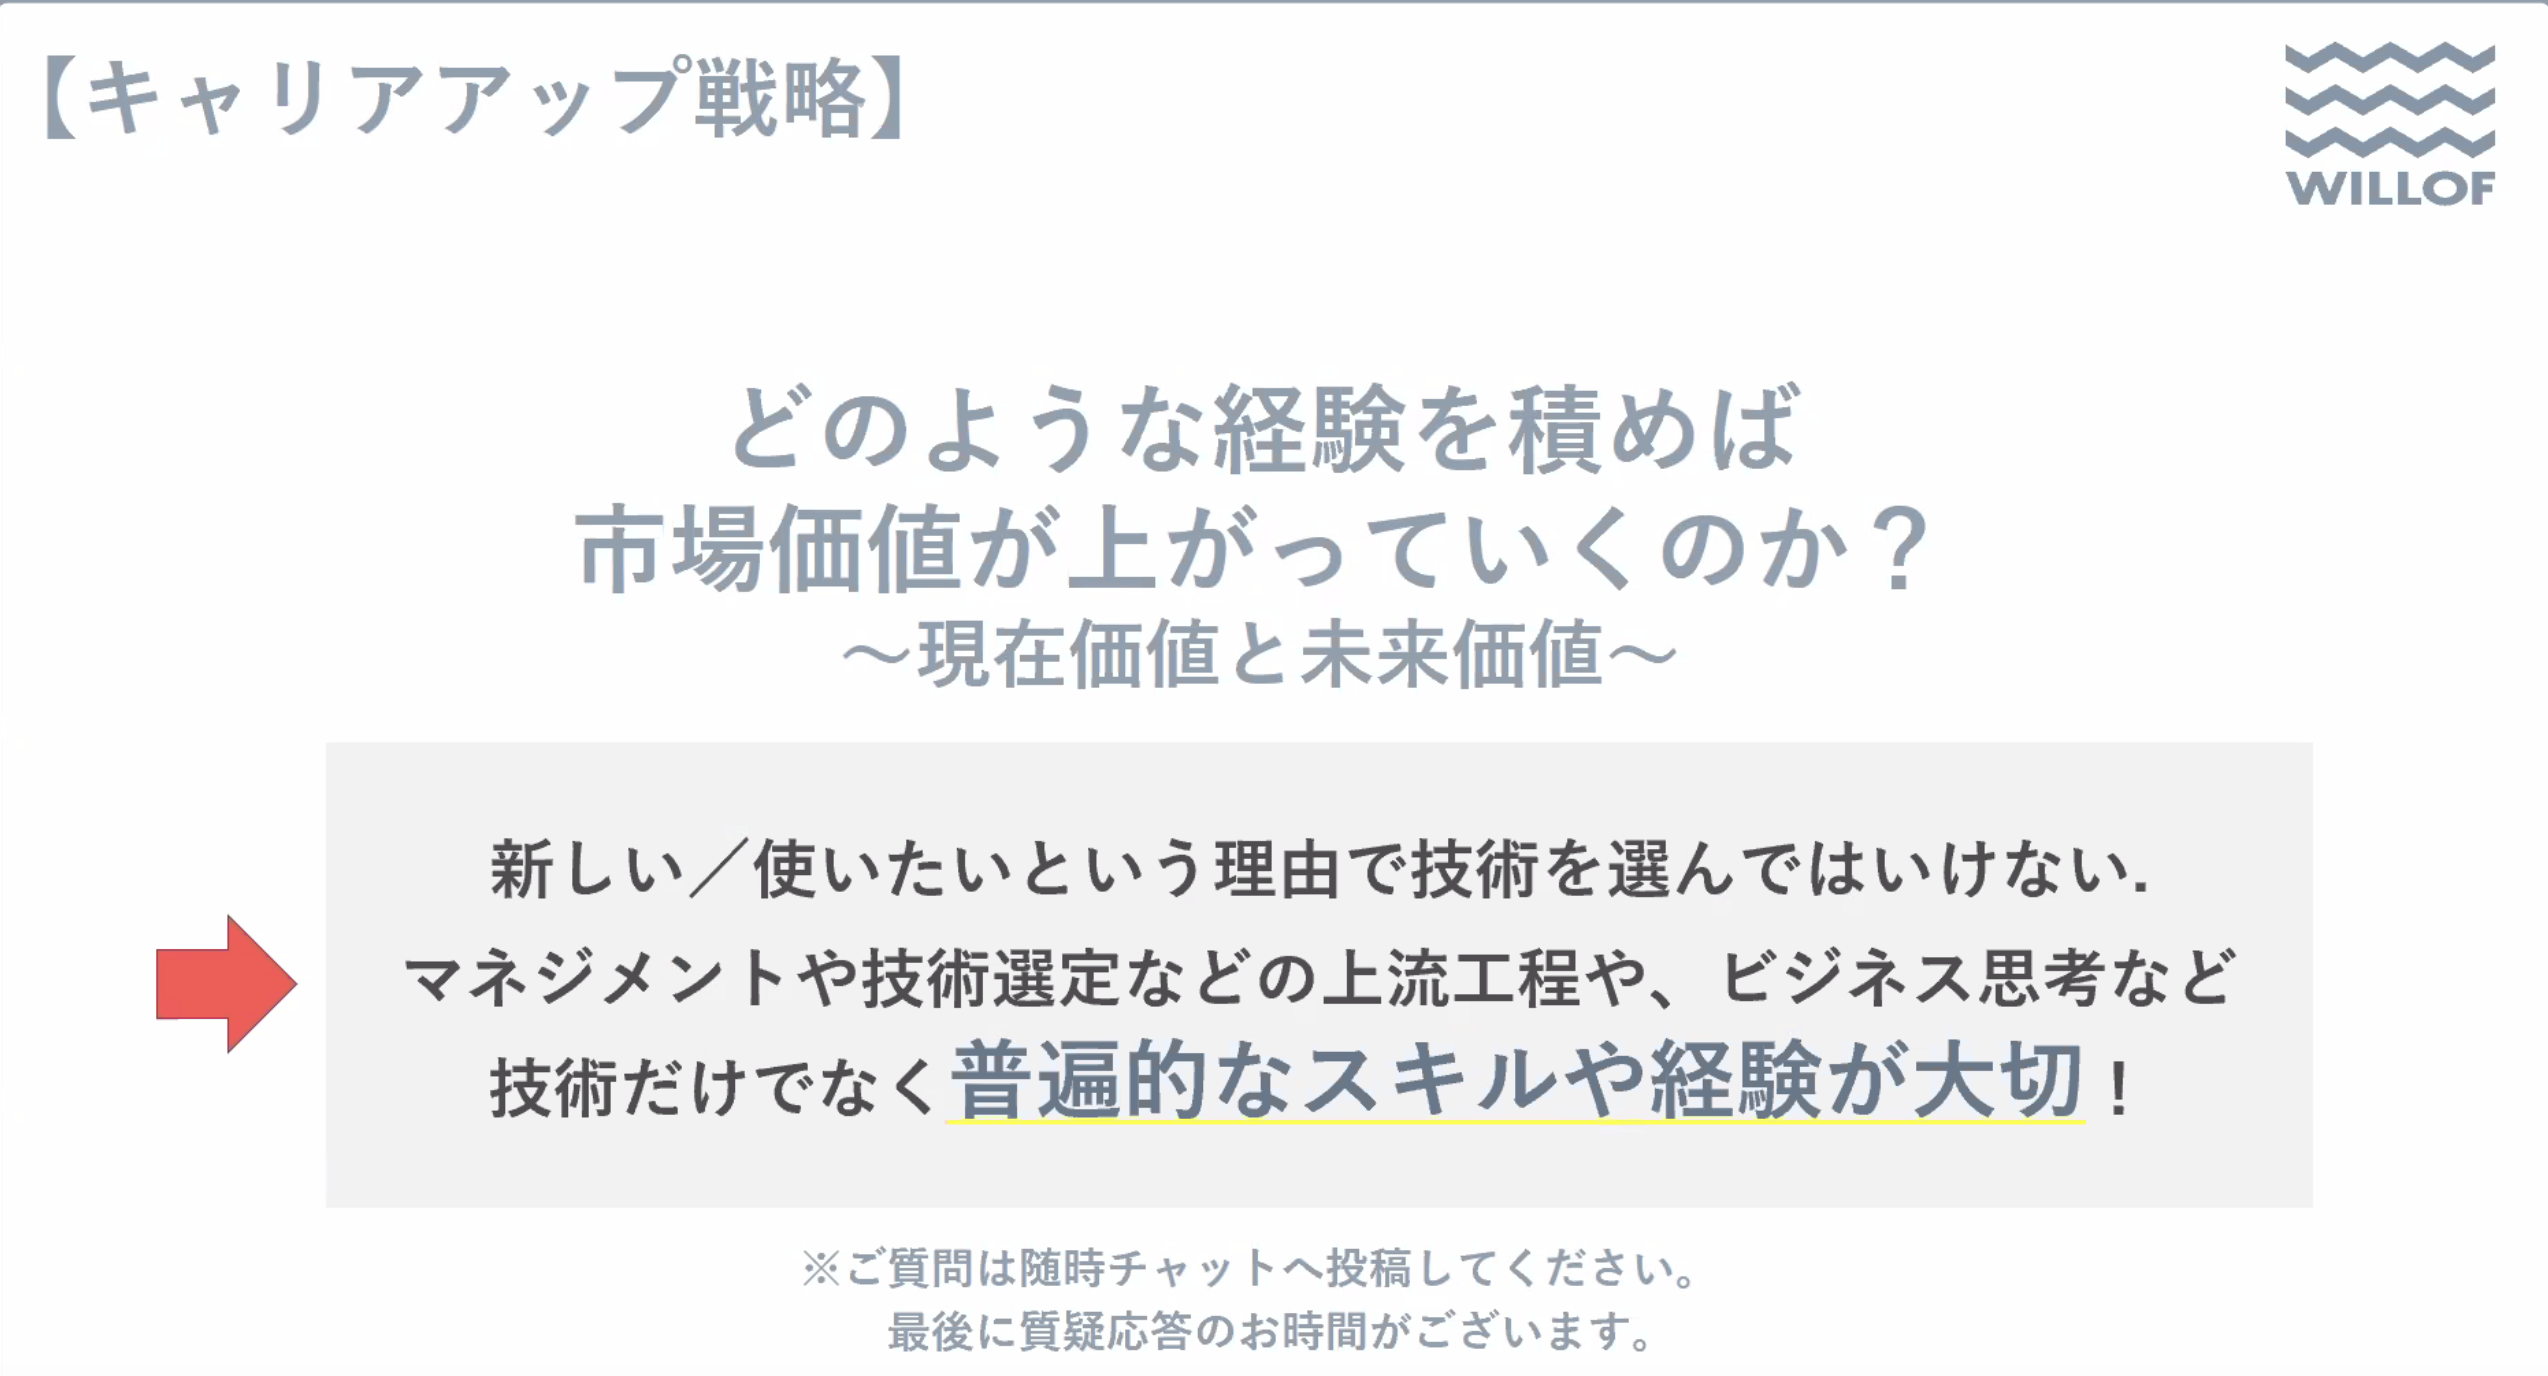 【キャリアアップ戦略】
WILLOF
どのような経験を積めば
市場価値が上がっていくのか？
～現在価値と未来価値～
新しい／使いたいという理由で技術を選んではいけない.
マネジメントや技術選定などの上流工程や、ビジネス思考など
技術だけでなく普遍的なスキルや経験が大切！
※ご質問は随時チャットへ投稿してください。
最後に質疑応答のお時間がございます。